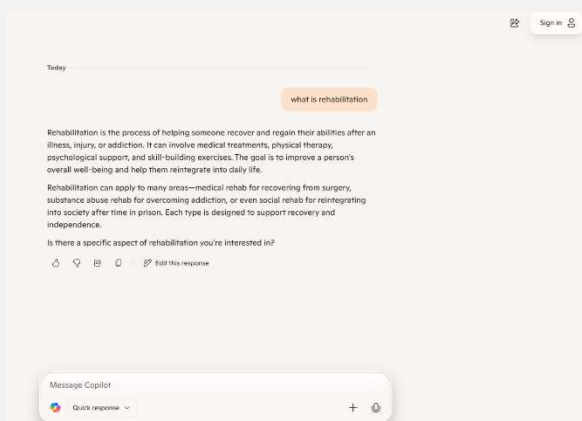 Sign in
Today
what is rehabilitation
Rehabilitation is the process of helping someone recover and regain their abilities after an
illness, injury, or addiction. It can involve medical treatments, physical therapy,
psychological support, and skill-building exercises. The goal is to improve a person's
overall well-being and help them reintegrate into daily life.
Rehabilitation can apply to many areas—medical rehab for recovering from surgery,
substance abuse rehab for overcoming addiction, or even social rehab for reintegrating
into society after time in prison. Each type is designed to support recovery and
independence.
Is there a specific aspect of rehabilitation you're interested in?
Edit this response
Message Copilot
Quick response